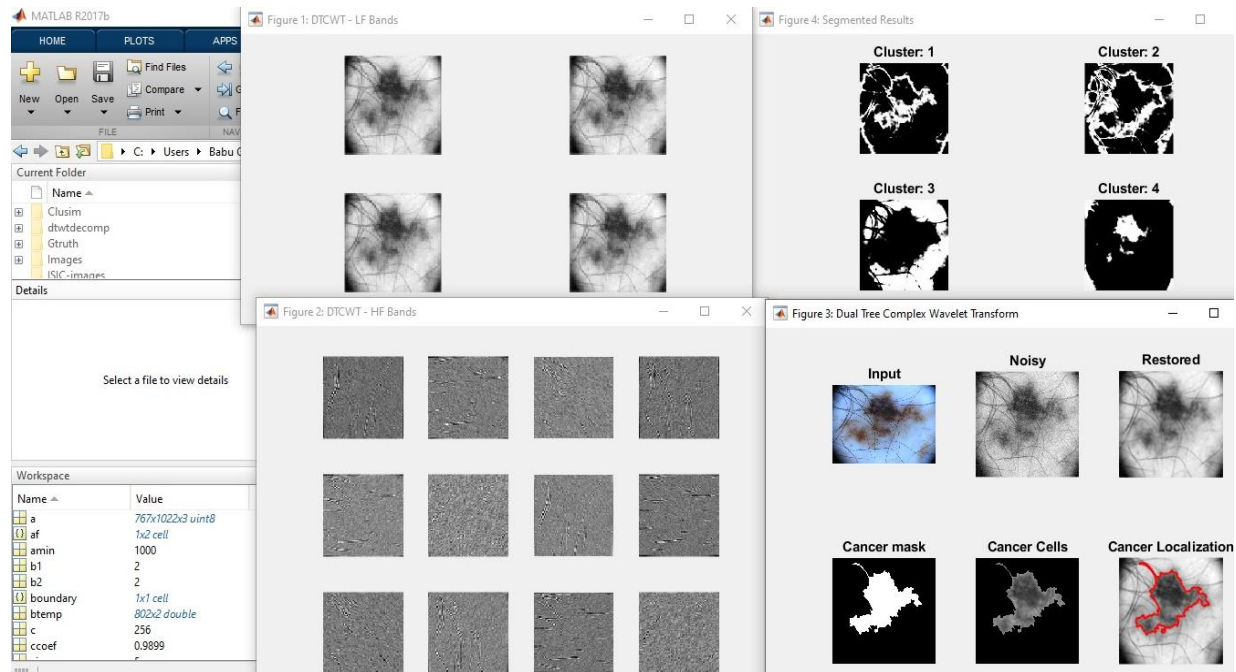 MATLAB R2017b
HOME PLOTS APPS
New Open Save
Find Files
Compare
Print
FILE
NAV
C: Users Babu
Current Folder
Name
Clusim
dtwtdecomp
Gtruth
Images
ISIC-images
Details
Select a file to view details
Workspace
Name Value
a 767x1022x3 uint8
af 1x2 cell
amin 1000
b1 2
b2 2
boundary 1x1 cell
btemp 802x2 double
c 256
ccoef 0.9899
Figure 1: DTCWT - LF Bands
Figure 4: Segmented Results
Cluster: 1 Cluster: 2
Cluster: 3 Cluster: 4
Figure 2: DTCWT - HF Bands
Figure 3: Dual Tree Complex Wavelet Transform
Input Noisy Restored
Cancer mask Cancer Cells Cancer Localization